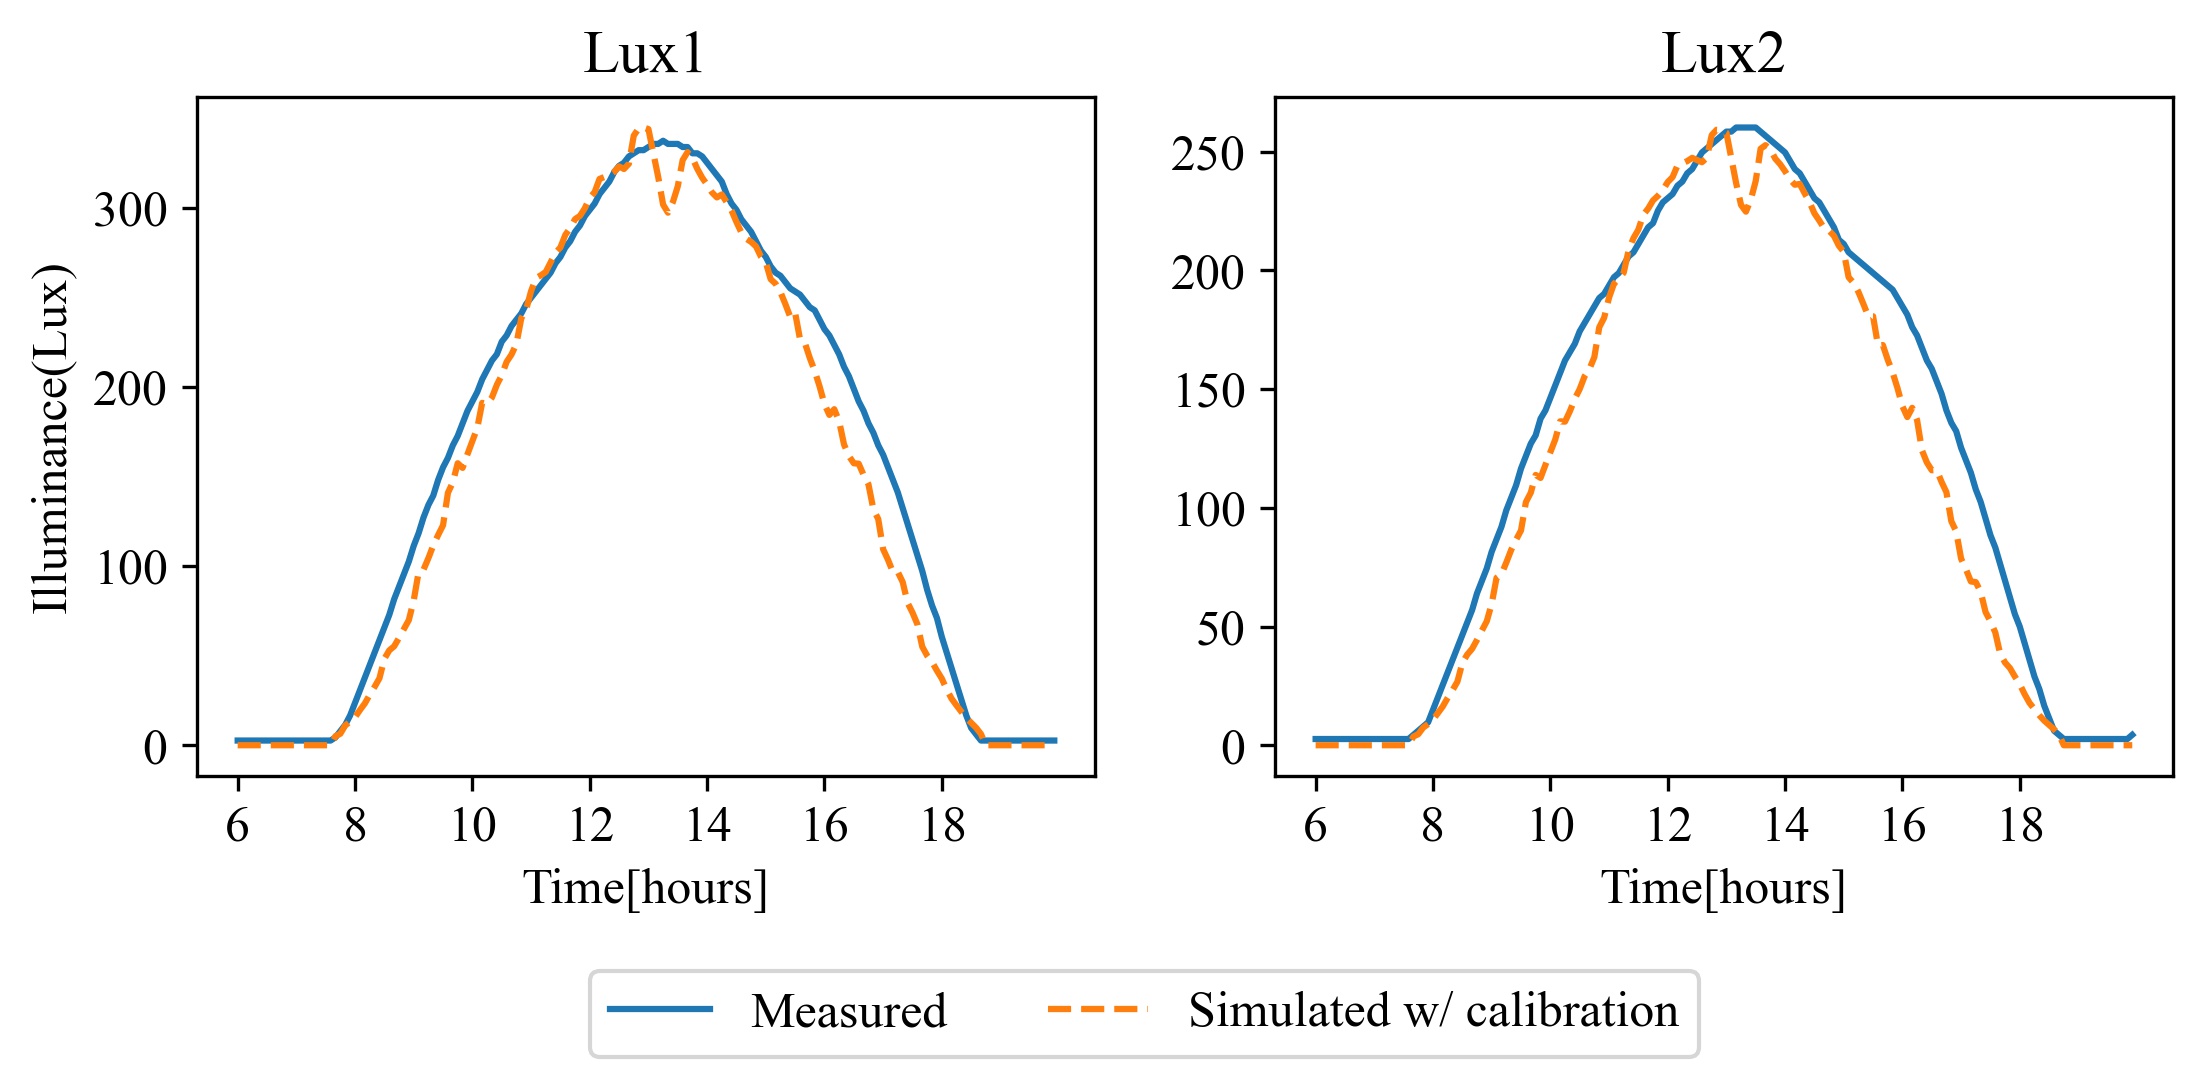 Lux1
Lux2
Illuminance(Lux)
300
200
100
0
6 8 10 12 14 16 18
Time[hours]
250
200
150
100
50
0
6 8 10 12 14 16 18
Time[hours]
Measured
Simulated w/ calibration